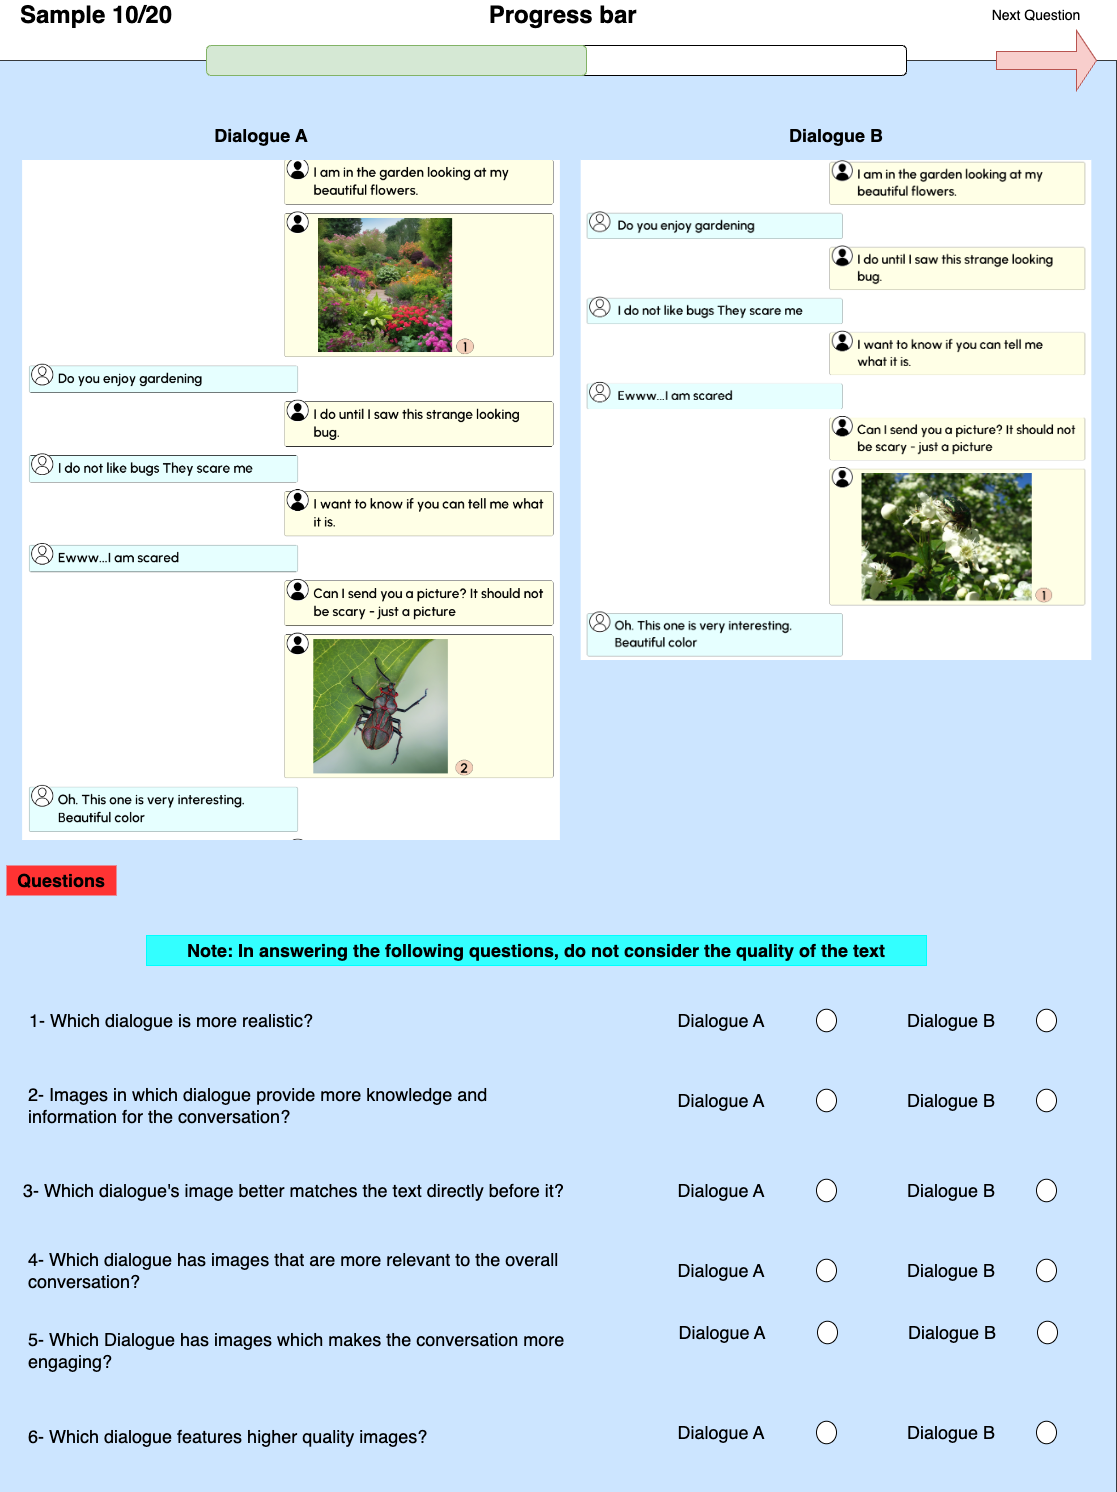 Sample 10/20
Progress bar
Next Question
Dialogue A
I am in the garden looking at my
beautiful flowers.
1
Do you enjoy gardening
I do until I saw this strange looking
bug.
I do not like bugs They scare me
I want to know if you can tell me what
it is.
Ewww...I am scared
Can I send you a picture? It should not
be scary - just a picture
2
Oh. This one is very interesting.
Beautiful color
Dialogue B
I am in the garden looking at my
beautiful flowers.
Do you enjoy gardening
I do until I saw this strange looking
bug.
I do not like bugs They scare me
I want to know if you can tell me
what it is.
Ewww...I am scared
Can I send you a picture? It should not
be scary - just a picture
1
Oh. This one is very interesting.
Beautiful color
Questions
Note: In answering the following questions, do not consider the quality of the text
1- Which dialogue is more realistic?
Dialogue A
Dialogue B
2- Images in which dialogue provide more knowledge and
information for the conversation?
Dialogue A
Dialogue B
3- Which dialogue's image better matches the text directly before it?
Dialogue A
Dialogue B
4- Which dialogue has images that are more relevant to the overall
conversation?
Dialogue A
Dialogue B
5- Which Dialogue has images which makes the conversation more
engaging?
Dialogue A
Dialogue B
6- Which dialogue features higher quality images?
Dialogue A
Dialogue B